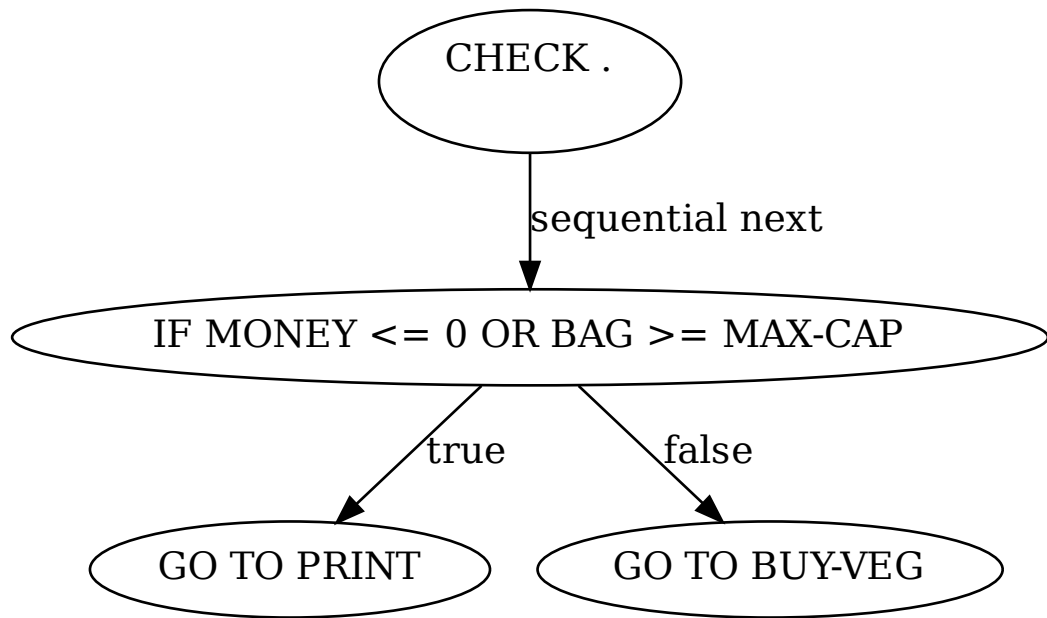 CHECK .
sequential next
IF MONEY <= 0 OR BAG >= MAX-CAP
true
false
GO TO PRINT
GO TO BUY-VEG